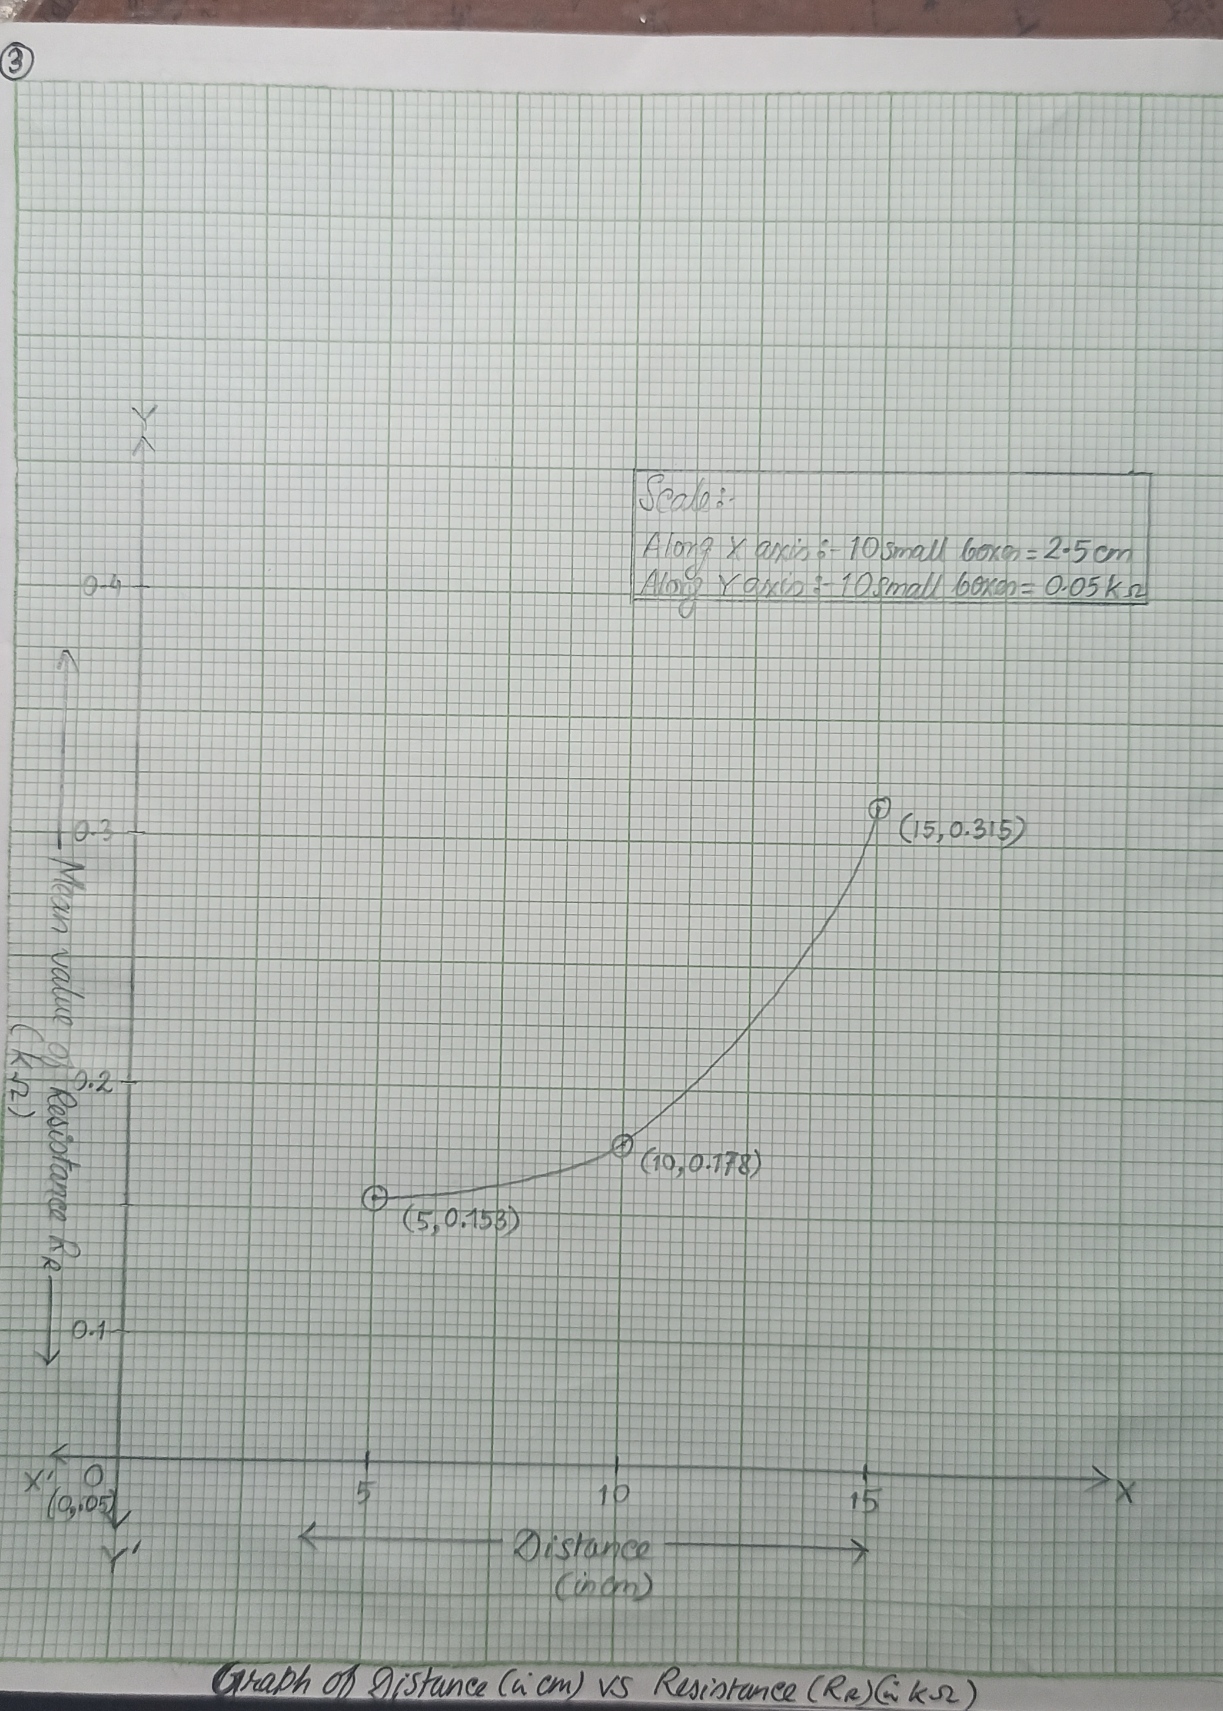 3
Y
Scale:-
Along X axis :- 10 small boxes = 2.5 cm
Along Y axis :- 10 small boxes = 0.05 kΩ
0.4
0.3
(15, 0.315)
Mean value of Resistance R_R
(kΩ)
0.2
(10, 0.178)
(5, 0.153)
0.1
X' O
(0, .05)
Y'
5 10 15
X
Distance
(in cm)
Graph of Distance (in cm) vs Resistance (R_R) (in kΩ)